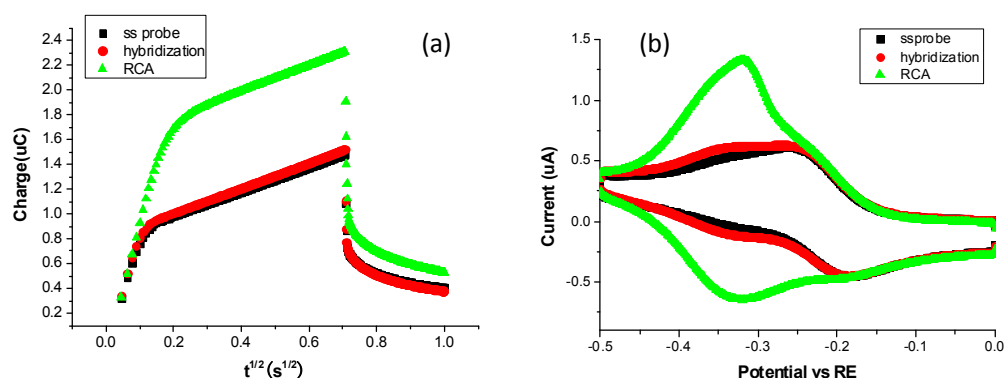 ss probe
hybridization
RCA
(a)
2.4
2.2
2.0
1.8
1.6
1.4
1.2
1.0
0.8
0.6
0.4
0.2
Charge(uC)
0.0 0.2 0.4 0.6 0.8 1.0
t^1/2 (s^1/2)
(b)
ssprobe
hybridization
RCA
1.5
1.0
0.5
0.0
-0.5
Current (uA)
-0.5 -0.4 -0.3 -0.2 -0.1 0.0
Potential vs RE